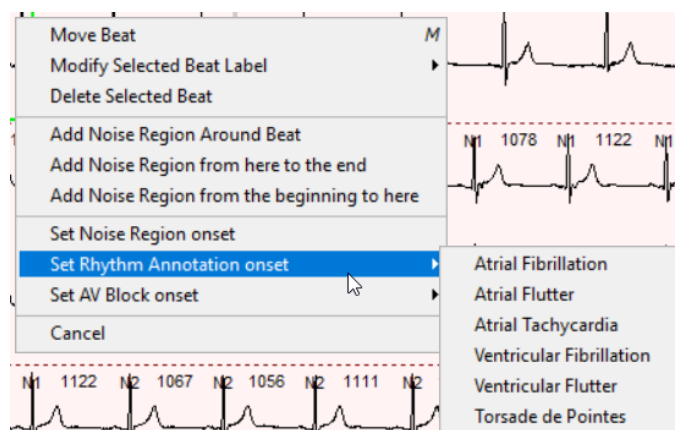 Move Beat M
Modify Selected Beat Label
Delete Selected Beat
Add Noise Region Around Beat
Add Noise Region from here to the end
Add Noise Region from the beginning to here
Set Noise Region onset
Set Rhythm Annotation onset
Set AV Block onset
Cancel
Atrial Fibrillation
Atrial Flutter
Atrial Tachycardia
Ventricular Fibrillation
Ventricular Flutter
Torsade de Pointes
N1 1078 N1 1122 N1
N1 1122 N2 1067 N2 1056 N2 1111 N2